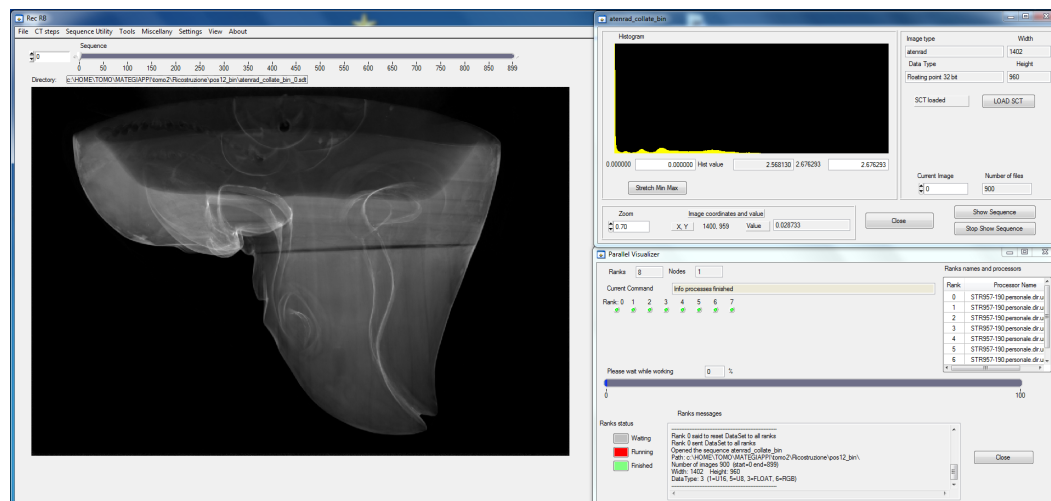 Rec RB
File CT steps Sequence Utility Tools Miscellany Settings View About
Sequence
0
0 50 100 150 200 250 300 350 400 450 500 550 600 650 700 750 800 850 899
Directory: c:\HOME\TOMO\MATEGIAPPI\tomo2\Ricostruzione\pos12_bin\atenrad_collate_bin_0.sdt
atenrad_collate_bin
Histogram
0.000000 0.000000 Hist value 2.568130 2.676293 2.676293
Stretch Min Max
Image type Width
atenrad 1402
Data Type Height
Floating point 32 bit 960
SCT loaded LOAD SCT
Current Image Number of files
0 900
Zoom Image coordinates and value
0.70 X, Y 1400, 959 Value 0.028733
Close
Show Sequence
Stop Show Sequence
Parallel Visualizer
Ranks 8 Nodes 1
Current Command Info processes finished
Rank: 0 1 2 3 4 5 6 7
Ranks names and processors
Rank Processor Name
0 STR957-190.personale.dir.u
1 STR957-190.personale.dir.u
2 STR957-190.personale.dir.u
3 STR957-190.personale.dir.u
4 STR957-190.personale.dir.u
5 STR957-190.personale.dir.u
6 STR957-190.personale.dir.u
Please wait while working 0 %
0 100
Ranks messages
Ranks status
Waiting
Running
Finished
Rank 0 said to reset DataSet to all ranks
Rank 0 sent DataSet to all ranks
Opened the sequence atenrad_collate_bin
Path: c:\HOME\TOMO\MATEGIAPPI\tomo2\Ricostruzione\pos12_bin\
Number of images 900 (start=0 end=899)
Width: 1402 Height: 960
DataType: 3 (1=U16, 5=U8, 3=FLOAT, 6=RGB)
Close